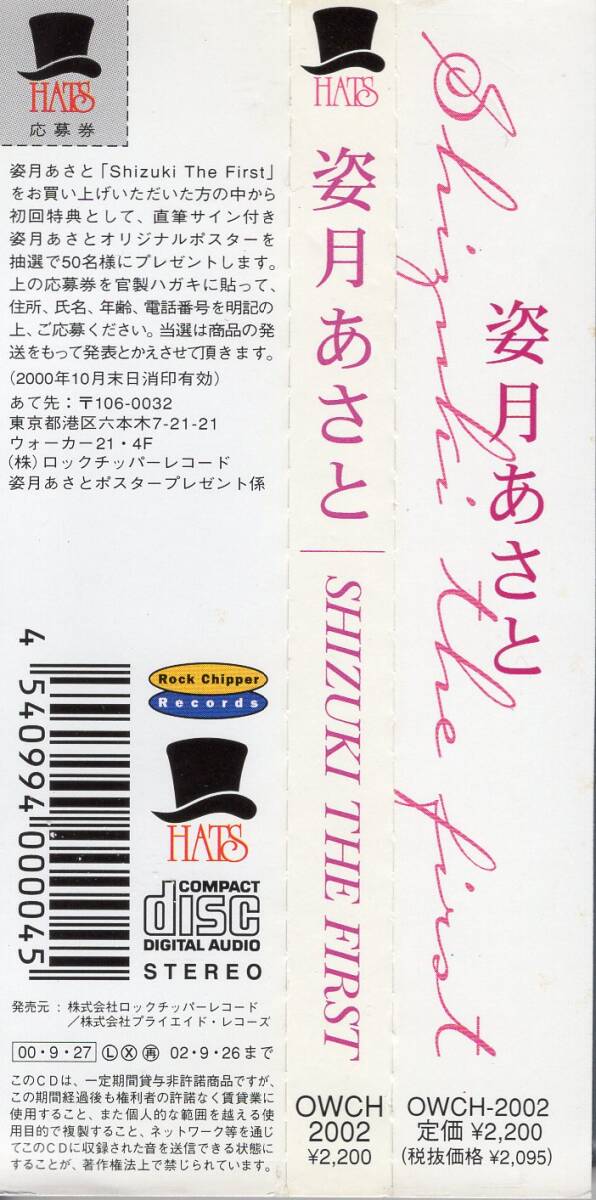 HATS
応募券
姿月あさと「Shizuki The First」
をお買い上げいただいた方の中から
初回特典として、直筆サイン付き
姿月あさとオリジナルポスターを
抽選で50名様にプレゼントします。
上の応募券を官製ハガキに貼って、
住所、氏名、年齢、電話番号を明記の
上、ご応募ください。当選は商品の発
送をもって発表とかえさせて頂きます。
(2000年10月末日消印有効)
あて先：〒106-0032
東京都港区六本木7-21-21
ウォーカー21・4F
(株)ロックチッパーレコード
姿月あさとポスタープレゼント係
4 540994 000045
Rock Chipper
Records
HATS
COMPACT
disc
DIGITAL AUDIO
STEREO
発売元：株式会社ロックチッパーレコード
／株式会社プライエイド・レコーズ
00・9・27 Ⓛ Ⓧ 再 02・9・26まで
このCDは、一定期間貸与非許諾商品ですが、
この期間経過後も権利者の許諾なく賃貸業に
使用すること、また個人的な範囲を越える使
用目的で複製すること、ネットワーク等を通じ
てこのCDに収録された音を送信できる状態に
することが、著作権法上で禁じられています。
HATS
姿月あさと
SHIZUKI THE FIRST
OWCH
2002
¥2,200
Shizuki the first
姿月あさと
OWCH-2002
定価 ¥2,200
(税抜価格 ¥2,095)